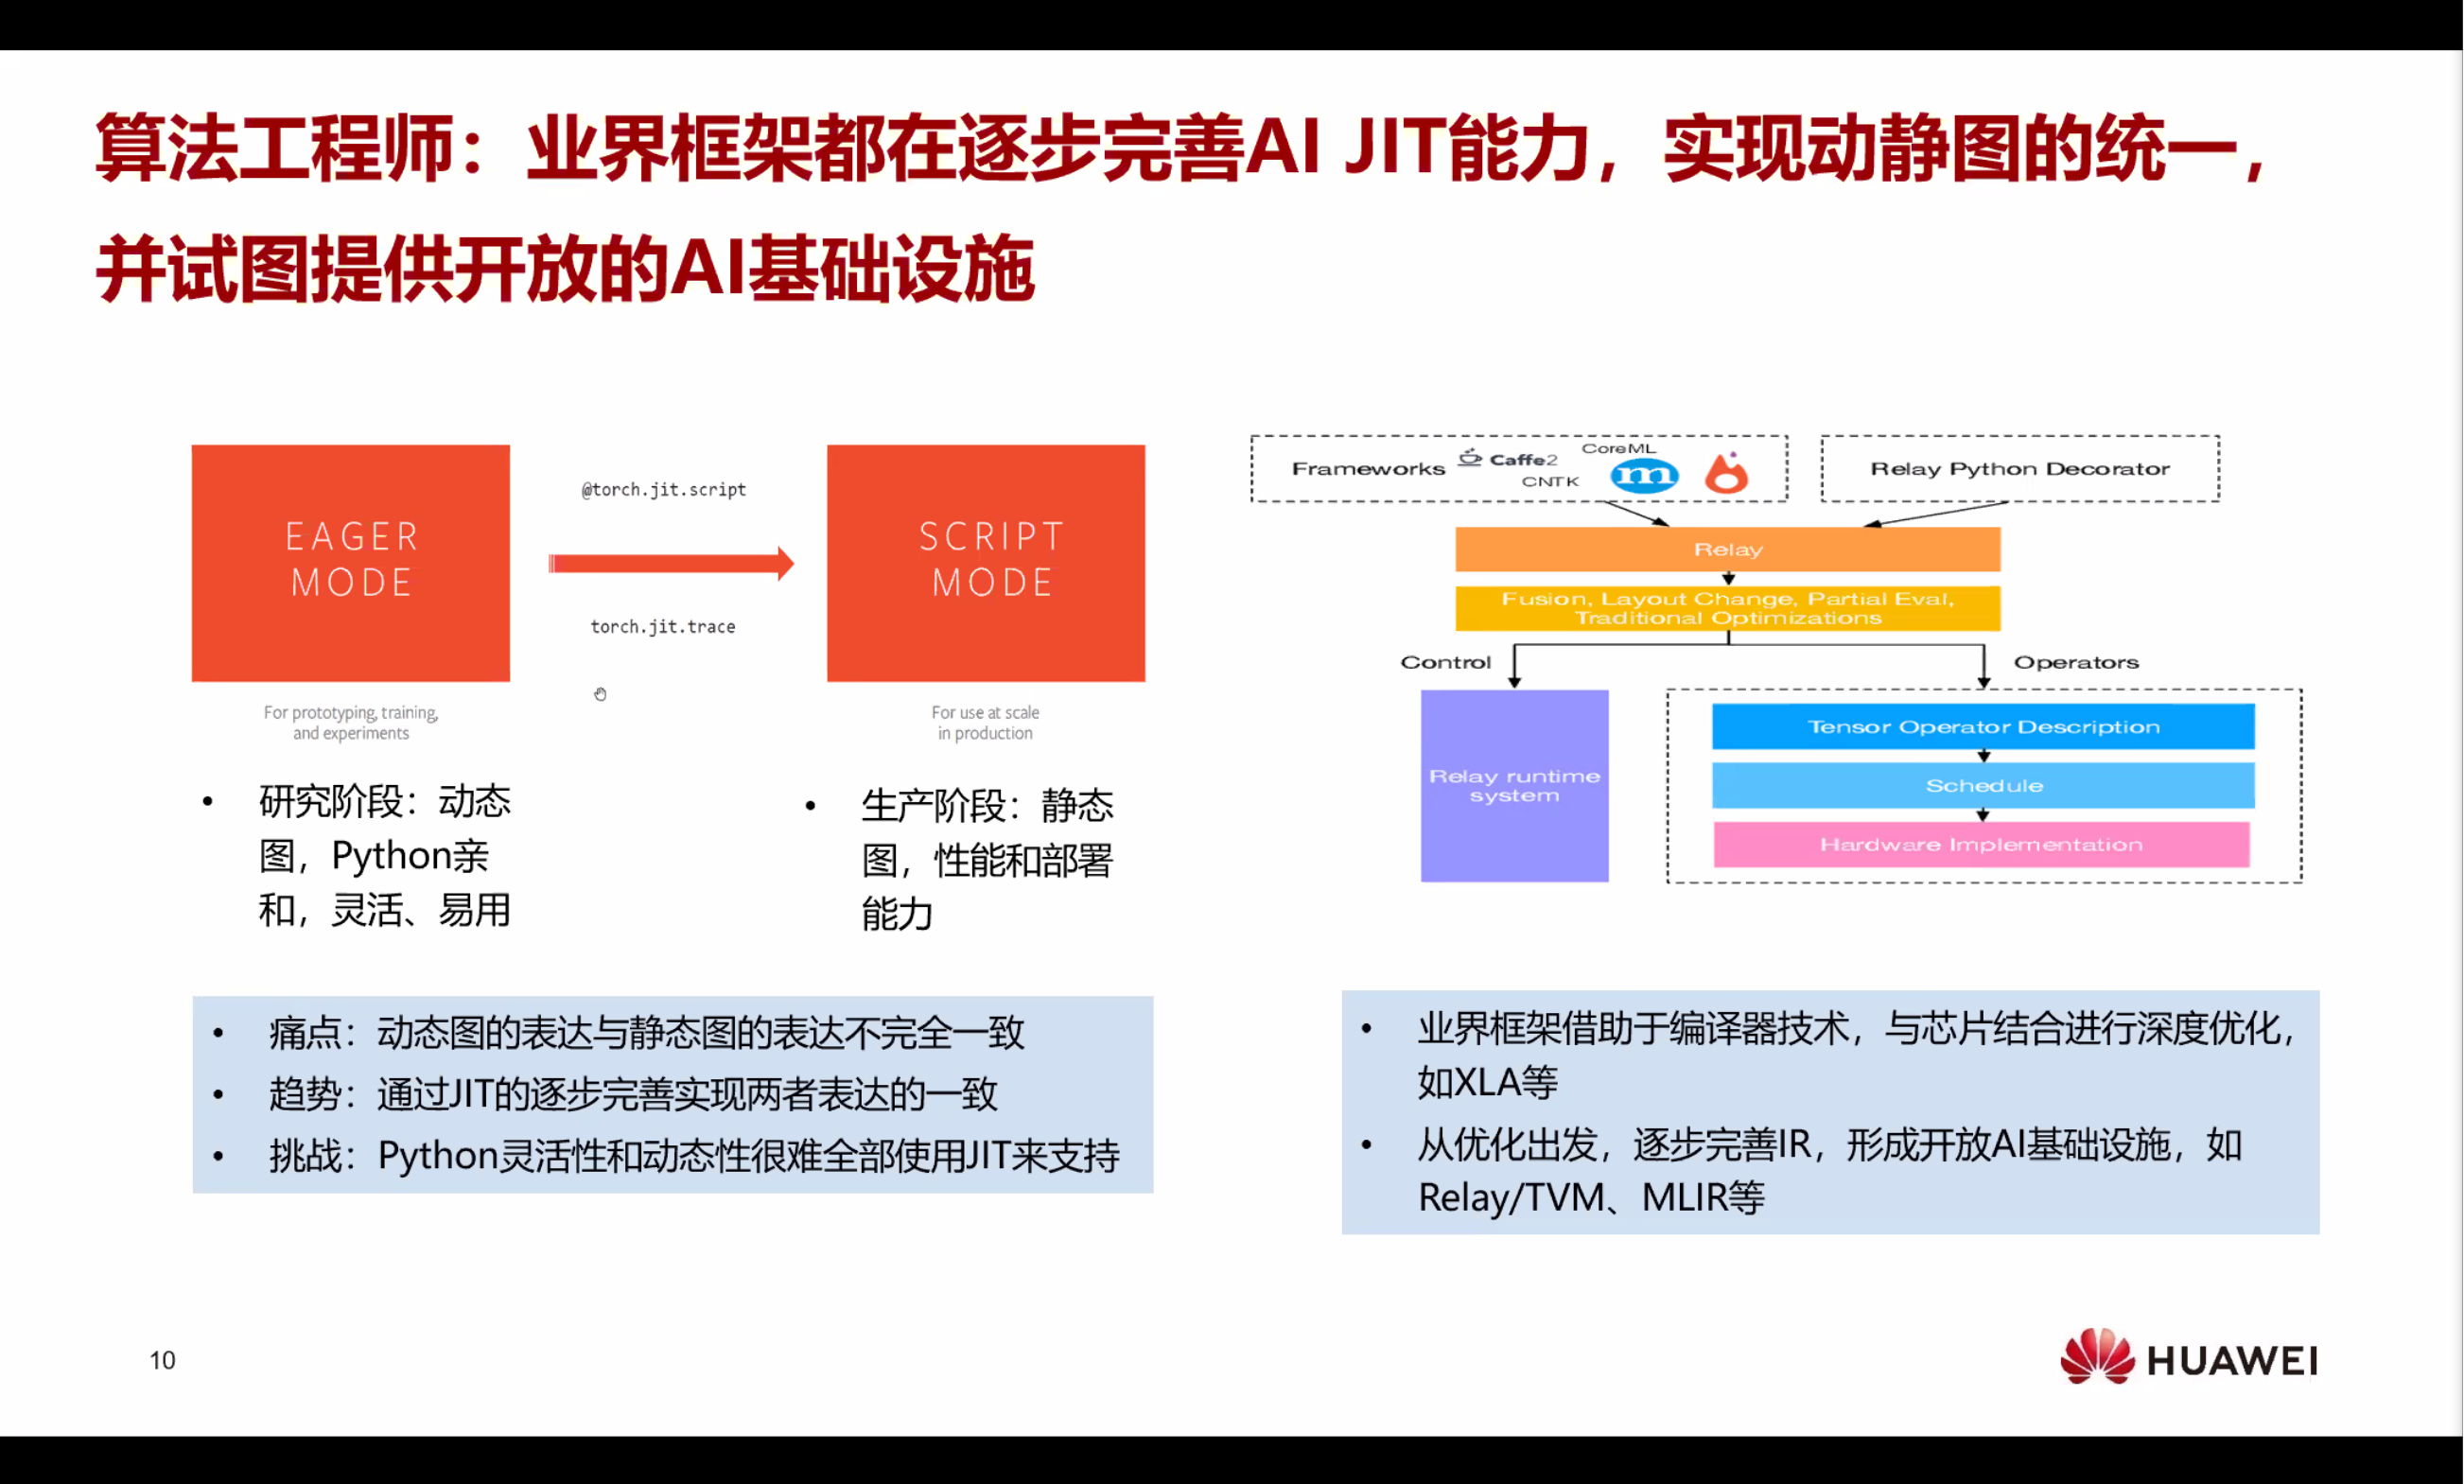 算法工程师：业界框架都在逐步完善AI JIT能力，实现动静图的统一，
并试图提供开放的AI基础设施
EAGER
MODE
@torch.jit.script
torch.jit.trace
SCRIPT
MODE
For prototyping, training,
and experiments
For use at scale
in production
• 研究阶段：动态
图，Python亲
和，灵活、易用
• 生产阶段：静态
图，性能和部署
能力
• 痛点：动态图的表达与静态图的表达不完全一致
• 趋势：通过JIT的逐步完善实现两者表达的一致
• 挑战：Python灵活性和动态性很难全部使用JIT来支持
Frameworks
Caffe2
CoreML
CNTK
m
Relay Python Decorator
Relay
Fusion, Layout Change, Partial Eval,
Traditional Optimizations
Control
Operators
Relay runtime
system
Tensor Operator Description
Schedule
Hardware Implementation
• 业界框架借助于编译器技术，与芯片结合进行深度优化，
如XLA等
• 从优化出发，逐步完善IR，形成开放AI基础设施，如
Relay/TVM、MLIR等
10
HUAWEI